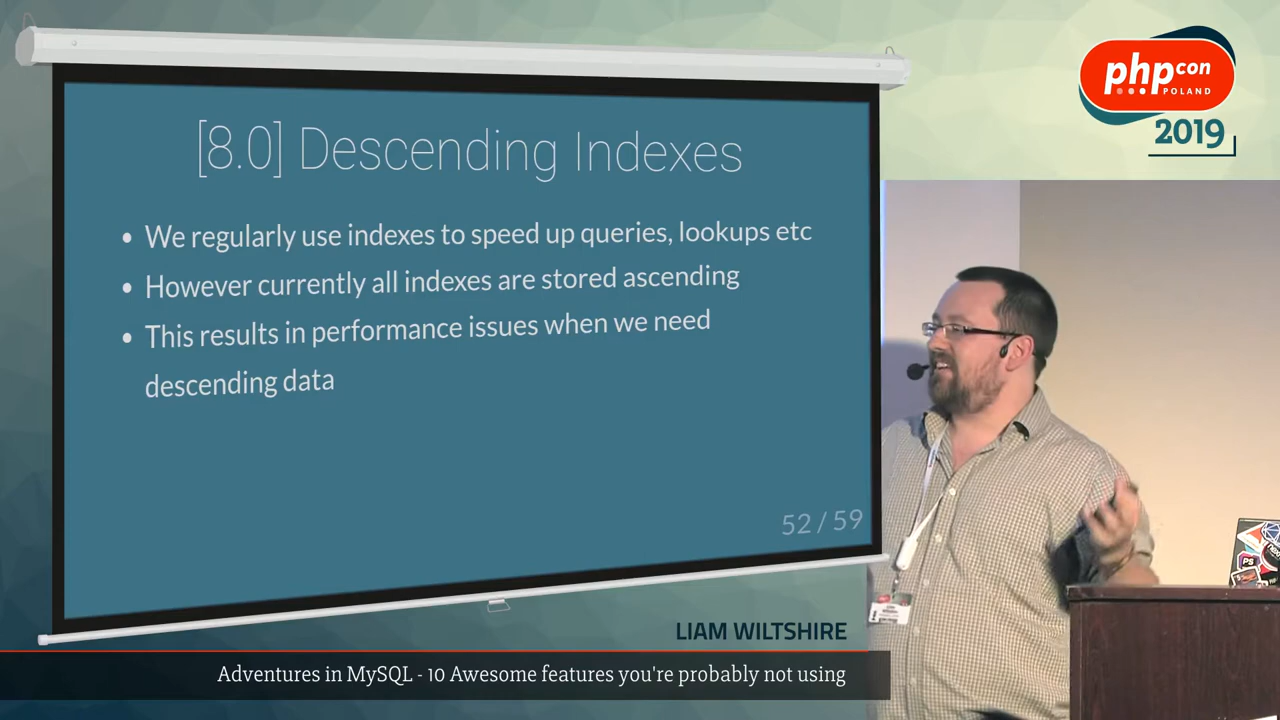 [8.0] Descending Indexes
• We regularly use indexes to speed up queries, lookups etc
• However currently all indexes are stored ascending
• This results in performance issues when we need
descending data
52 / 59
phpcon
POLAND
2019
LIAM WILTSHIRE
Adventures in MySQL - 10 Awesome features you're probably not using